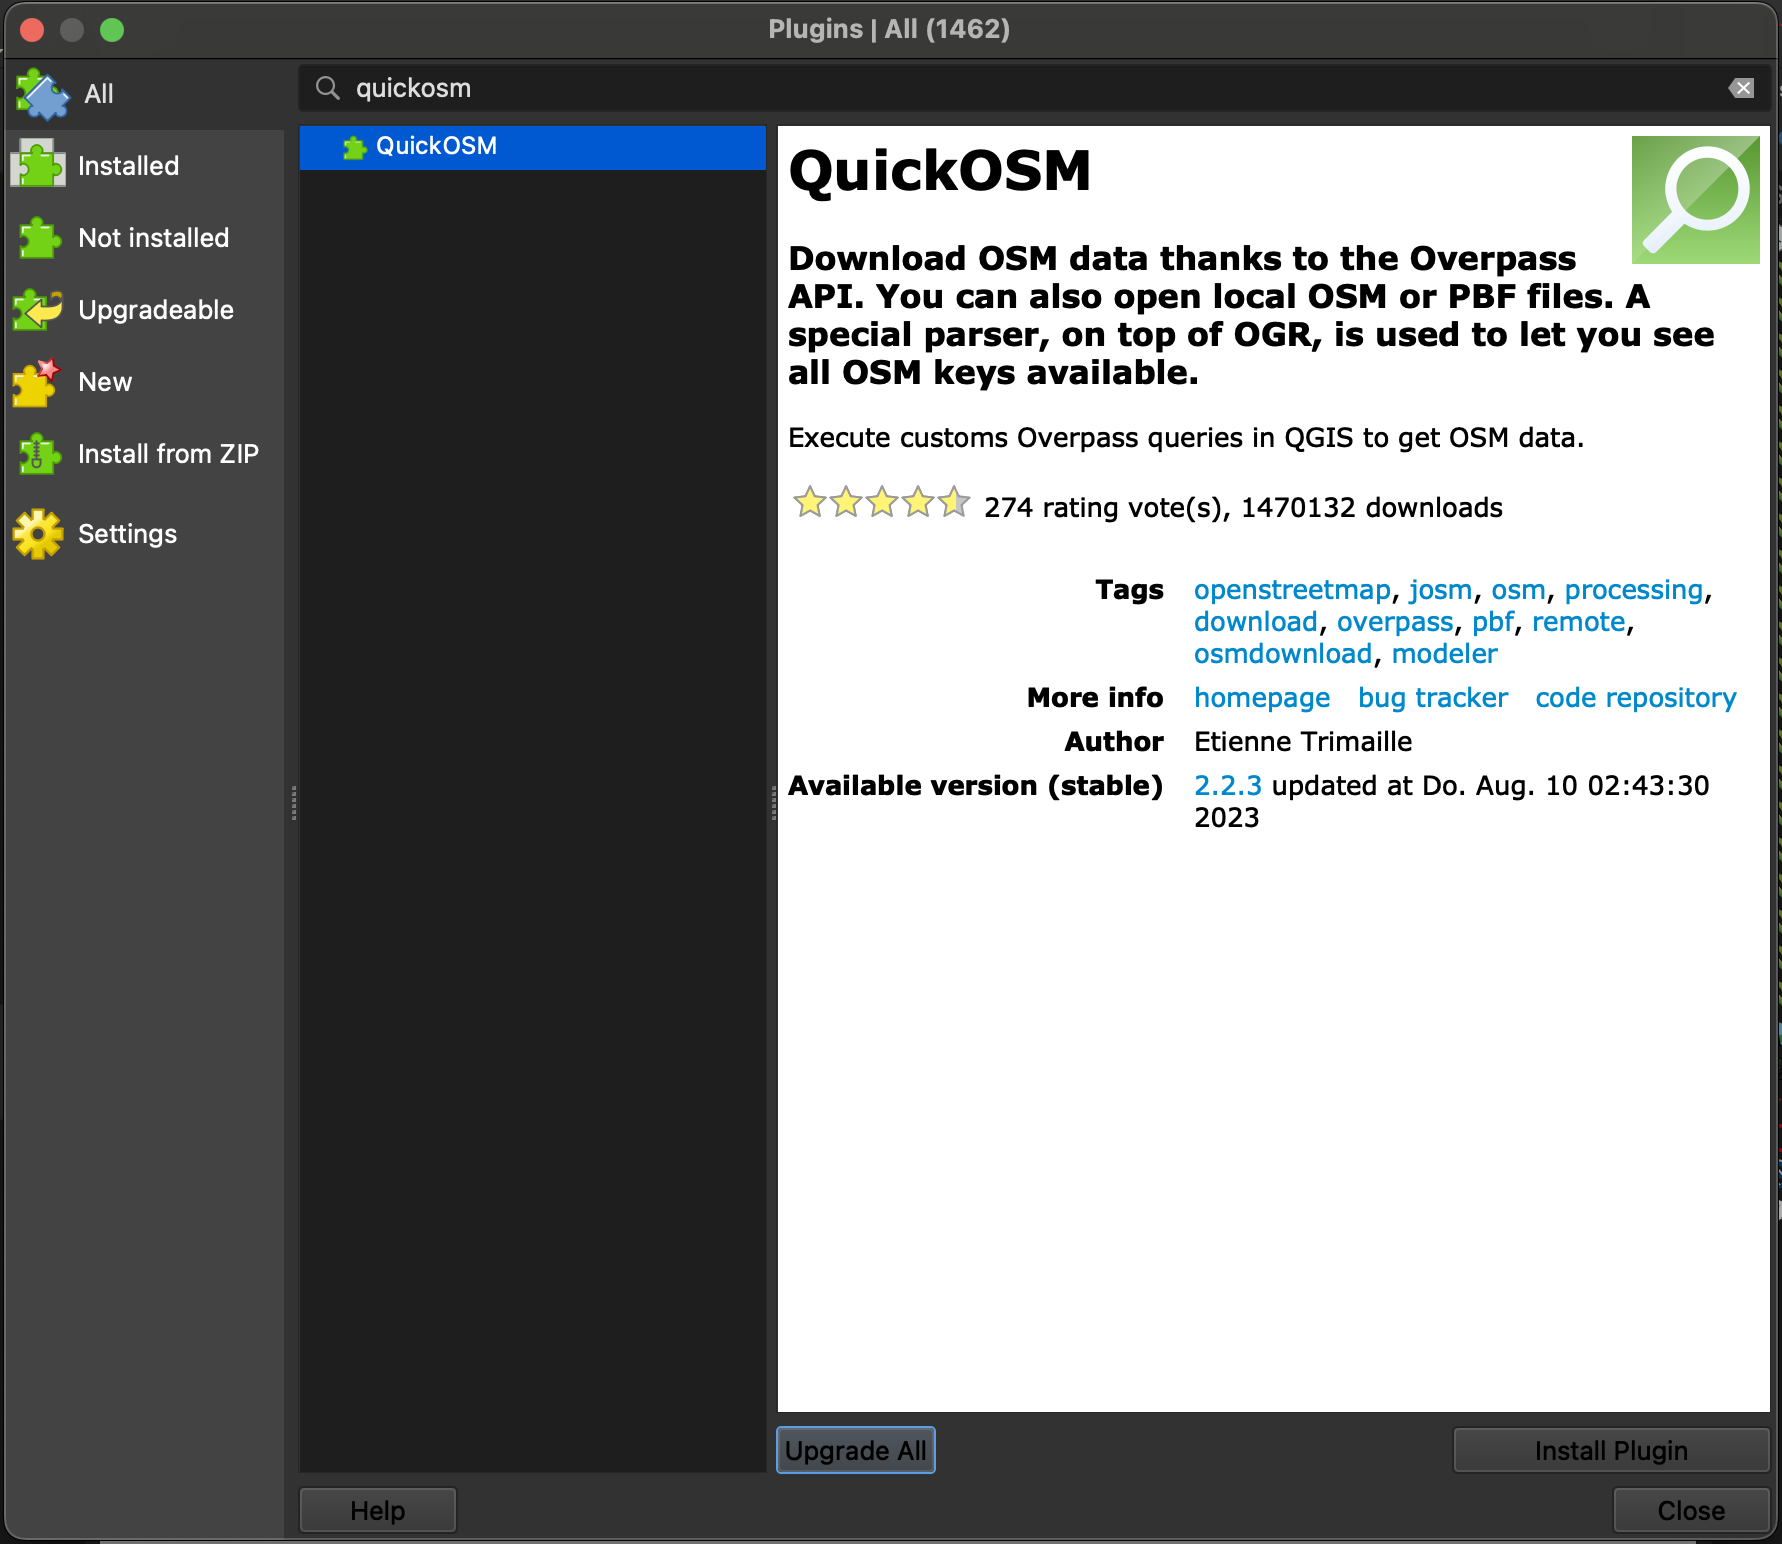 Plugins | All (1462)
All
Installed
Not installed
Upgradeable
New
Install from ZIP
Settings
quickosm
QuickOSM
QuickOSM
Download OSM data thanks to the Overpass
API. You can also open local OSM or PBF files. A
special parser, on top of OGR, is used to let you see
all OSM keys available.
Execute customs Overpass queries in QGIS to get OSM data.
274 rating vote(s), 1470132 downloads
Tags openstreetmap, josm, osm, processing,
download, overpass, pbf, remote,
osmdownload, modeler
More info homepage bug tracker code repository
Author Etienne Trimaille
Available version (stable) 2.2.3 updated at Do. Aug. 10 02:43:30
2023
Upgrade All
Install Plugin
Help
Close